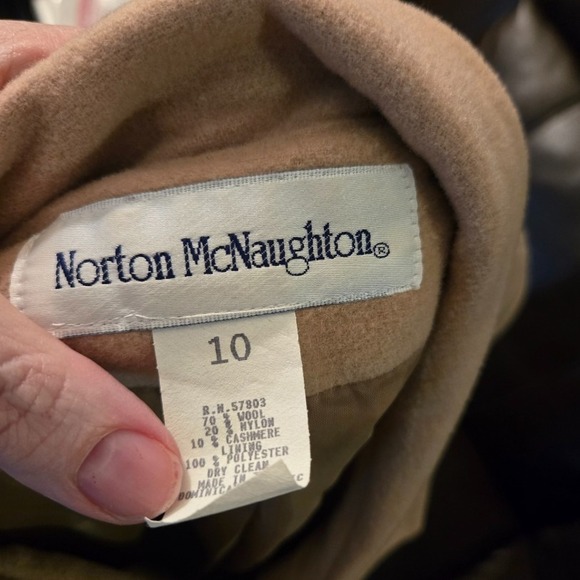 Norton McNaughton®
10
R.N.57803
70 % WOOL
20 % NYLON
10 % CASHMERE
LINING
100 % POLYESTER
DRY CLEAN
MADE IN